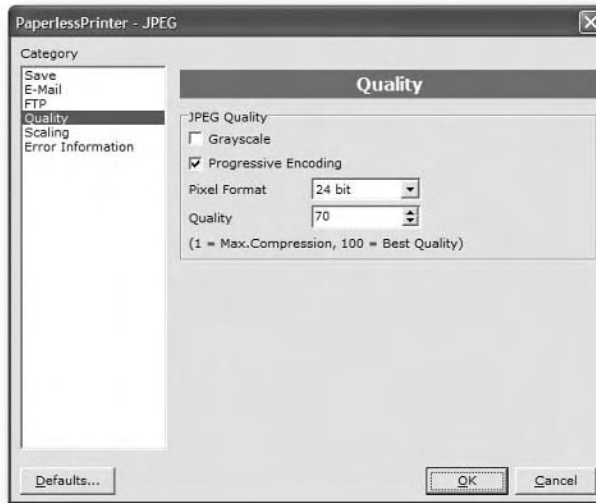 PaperlessPrinter - JPEG
Category
Save
E-Mail
FTP
Quality
Scaling
Error Information
Quality
JPEG Quality
Grayscale
Progressive Encoding
Pixel Format 24 bit
Quality 70
(1 = Max.Compression, 100 = Best Quality)
Defaults... OK Cancel